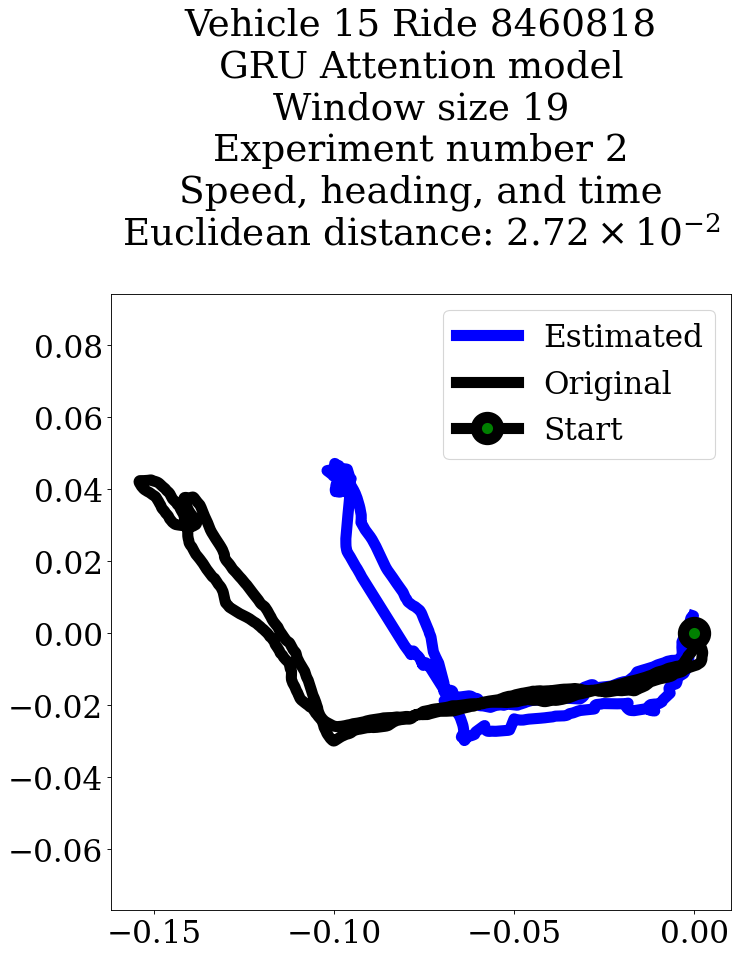 Vehicle 15 Ride 8460818
GRU Attention model
Window size 19
Experiment number 2
Speed, heading, and time
Euclidean distance: 2.72 × 10⁻²
Estimated
Original
Start
0.08
0.06
0.04
0.02
0.00
−0.02
−0.04
−0.06
−0.15
−0.10
−0.05
0.00